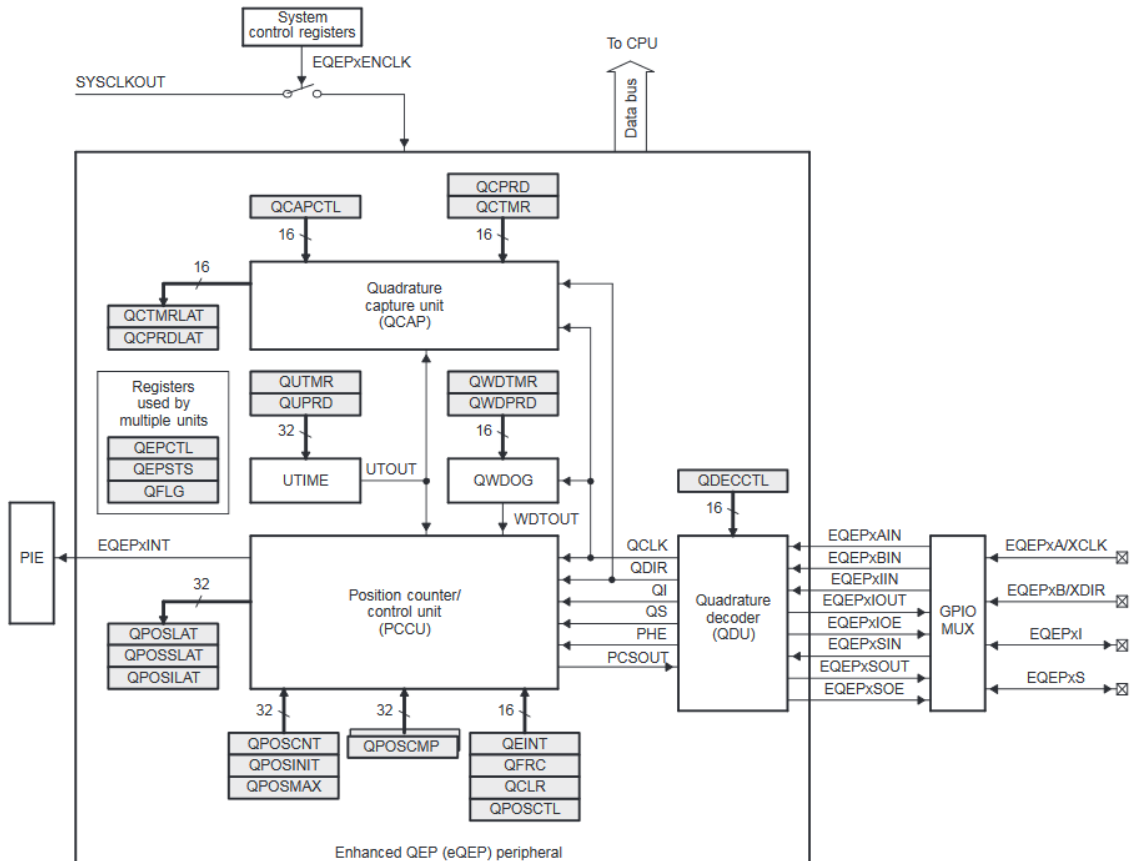 System
control registers
To CPU
EQEPxENCLK
SYSCLKOUT
Data bus
QCPRD
QCAPCTL
QCTMR
16
16
16
Quadrature
capture unit
(QCAP)
QCTMRLAT
QCPRDLAT
Registers
used by
multiple units
QEPCTL
QEPSTS
QFLG
QUTMR
QUPRD
32
QWDTMR
QWDPRD
16
UTIME
UTOUT
QWDOG
WDTOUT
QDECCTL
16
PIE
EQEPxINT
32
Position counter/
control unit
(PCCU)
QPOSLAT
QPOSSLAT
QPOSILAT
QCLK
QDIR
QI
QS
PHE
PCSOUT
Quadrature
decoder
(QDU)
EQEPxAIN
EQEPxBIN
EQEPxIIN
EQEPxIOUT
EQEPxIOE
EQEPxSIN
EQEPxSOUT
EQEPxSOE
GPIO
MUX
EQEPxA/XCLK
EQEPxB/XDIR
EQEPxI
EQEPxS
32
32
16
QPOSCNT
QPOSINIT
QPOSMAX
QPOSCMP
QEINT
QFRC
QCLR
QPOSCTL
Enhanced QEP (eQEP) peripheral